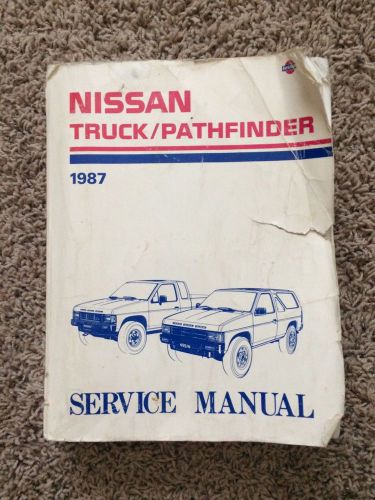 NISSAN
TRUCK/PATHFINDER
1987
SERVICE MANUAL